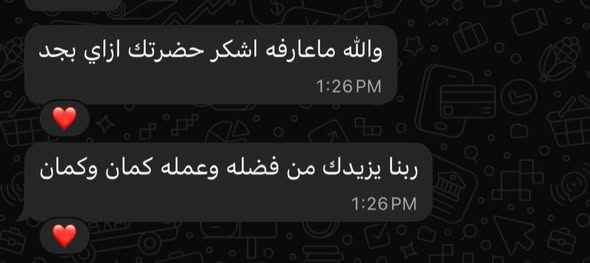 والله ماعارفه اشكر حضرتك ازاي بجد
1:26 PM
ربنا يزيدك من فضله وعمله كمان وكمان
1:26 PM